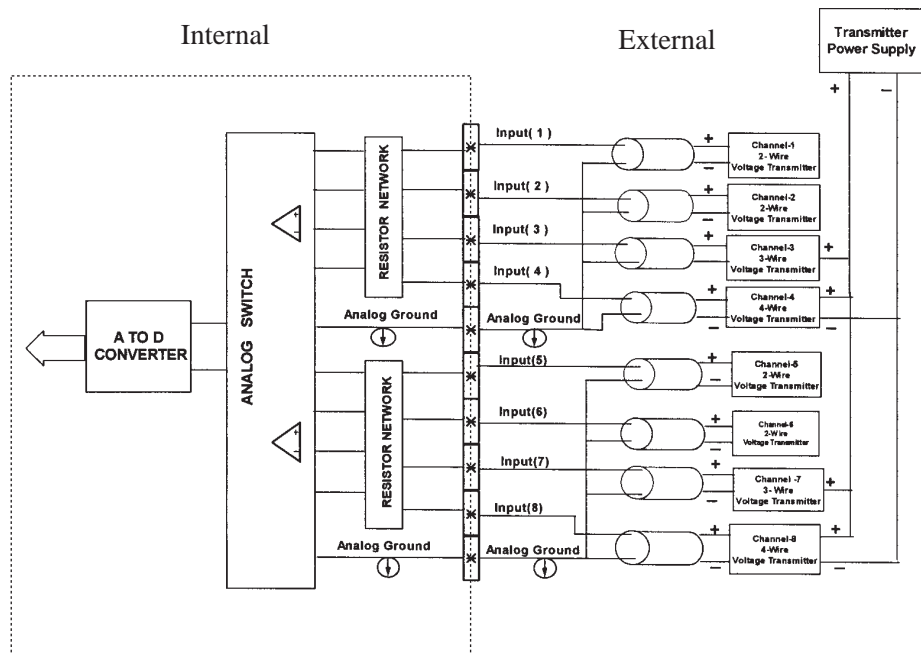 Internal
External
Transmitter
Power Supply
+
−
Input( 1 )
+
−
Channel-1
2- Wire
Voltage Transmitter
Input( 2 )
+
−
Channel-2
2-Wire
Voltage Transmitter
Input( 3 )
+
−
Channel-3
3-Wire
Voltage Transmitter
+
Input( 4 )
+
−
Channel-4
4-Wire
Voltage Transmitter
+
−
RESISTOR NETWORK
Analog Ground
Analog Ground
ANALOG SWITCH
A TO D
CONVERTER
Input(5)
+
−
Channel-5
2-Wire
Voltage Transmitter
Input(6)
+
−
Channel-6
2-Wire
Voltage Transmitter
Input(7)
+
−
Channel -7
3- Wire
Voltage Transmitter
+
Input(8)
+
−
Channel-8
4-Wire
Voltage Transmitter
+
−
RESISTOR NETWORK
Analog Ground
Analog Ground